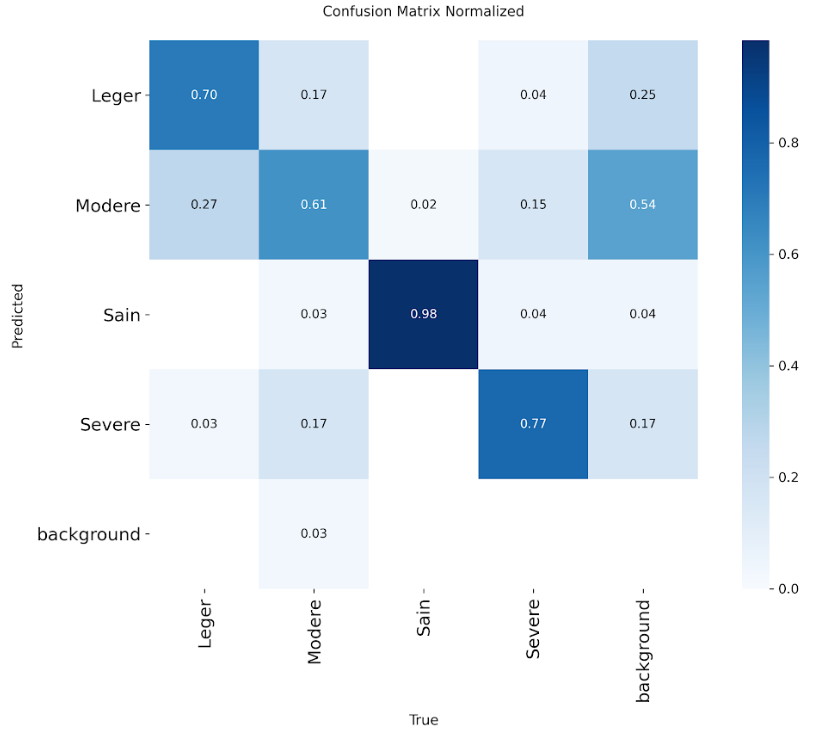 Confusion Matrix Normalized
Leger
0.70 0.17 0.04 0.25
Modere
0.27 0.61 0.02 0.15 0.54
Sain
0.03 0.98 0.04 0.04
Severe
0.03 0.17 0.77 0.17
background
0.03
Predicted
Leger
Modere
Sain
Severe
background
True
0.8
0.6
0.4
0.2
0.0